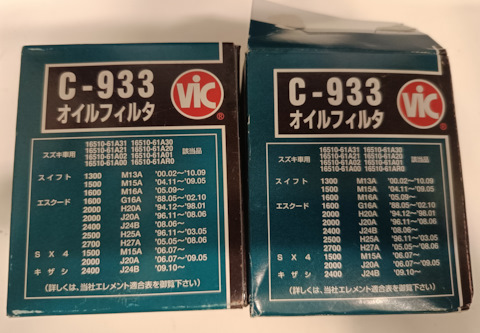 C-933
オイルフィルタ
VIC
®
スズキ車用 16510-61A31 16510-61A30 該当品
16510-61A21 16510-61A20
16510-61A02 16510-61A01
16510-61A00 16510-61AR0
スイフト 1300 M13A '00.02～'10.09
1500 M15A '04.11～'09.05
1600 M16A '05.09～
エスクード 1600 G16A '88.05～'02.10
2000 J20A '94.12～'98.01
2000 J20A '96.11～'08.06
2400 J24B '08.06～
2500 H25A '96.11～'03.05
2700 H27A '05.05～'08.06
SX4 1500 M15A '06.07～
2000 J20A '06.07～'09.05
キザシ 2400 J24B '09.10～
(詳しくは、当社エレメント適合表を御覧下さい)
C-933
オイルフィルタ
VIC
®
スズキ車用 16510-61A31 16510-61A30 該当品
16510-61A21 16510-61A20
16510-61A02 16510-61A01
16510-61A00 16510-61AR0
スイフト 1300 M13A '00.02～'10.09
1500 M15A '04.11～'09.05
1600 M16A '05.09～
エスクード 1600 G16A '88.05～'02.10
2000 J20A '94.12～'98.01
2000 J20A '96.11～'08.06
2400 J24B '08.06～
2500 H25A '96.11～'03.05
2700 H27A '05.05～'08.06
SX4 1500 M15A '06.07～
2000 J20A '06.07～'09.05
キザシ 2400 J24B '09.10～
(詳しくは、当社エレメント適合表を御覧下さい)